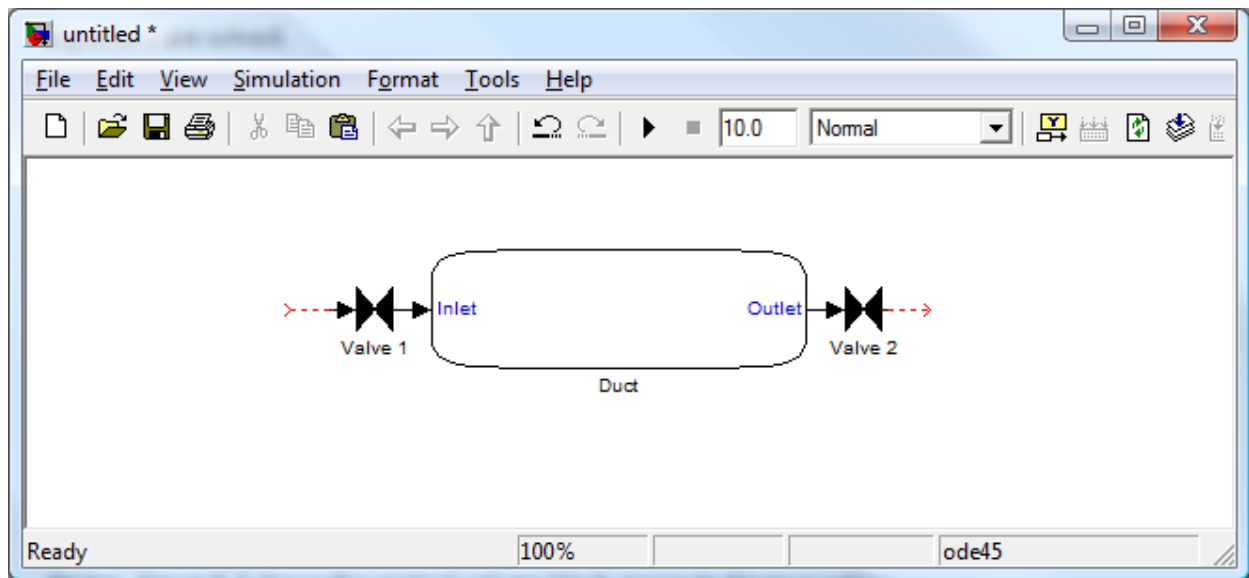 untitled *
File Edit View Simulation Format Tools Help
10.0 Normal
Inlet Outlet
Valve 1 Valve 2
Duct
Ready 100% ode45